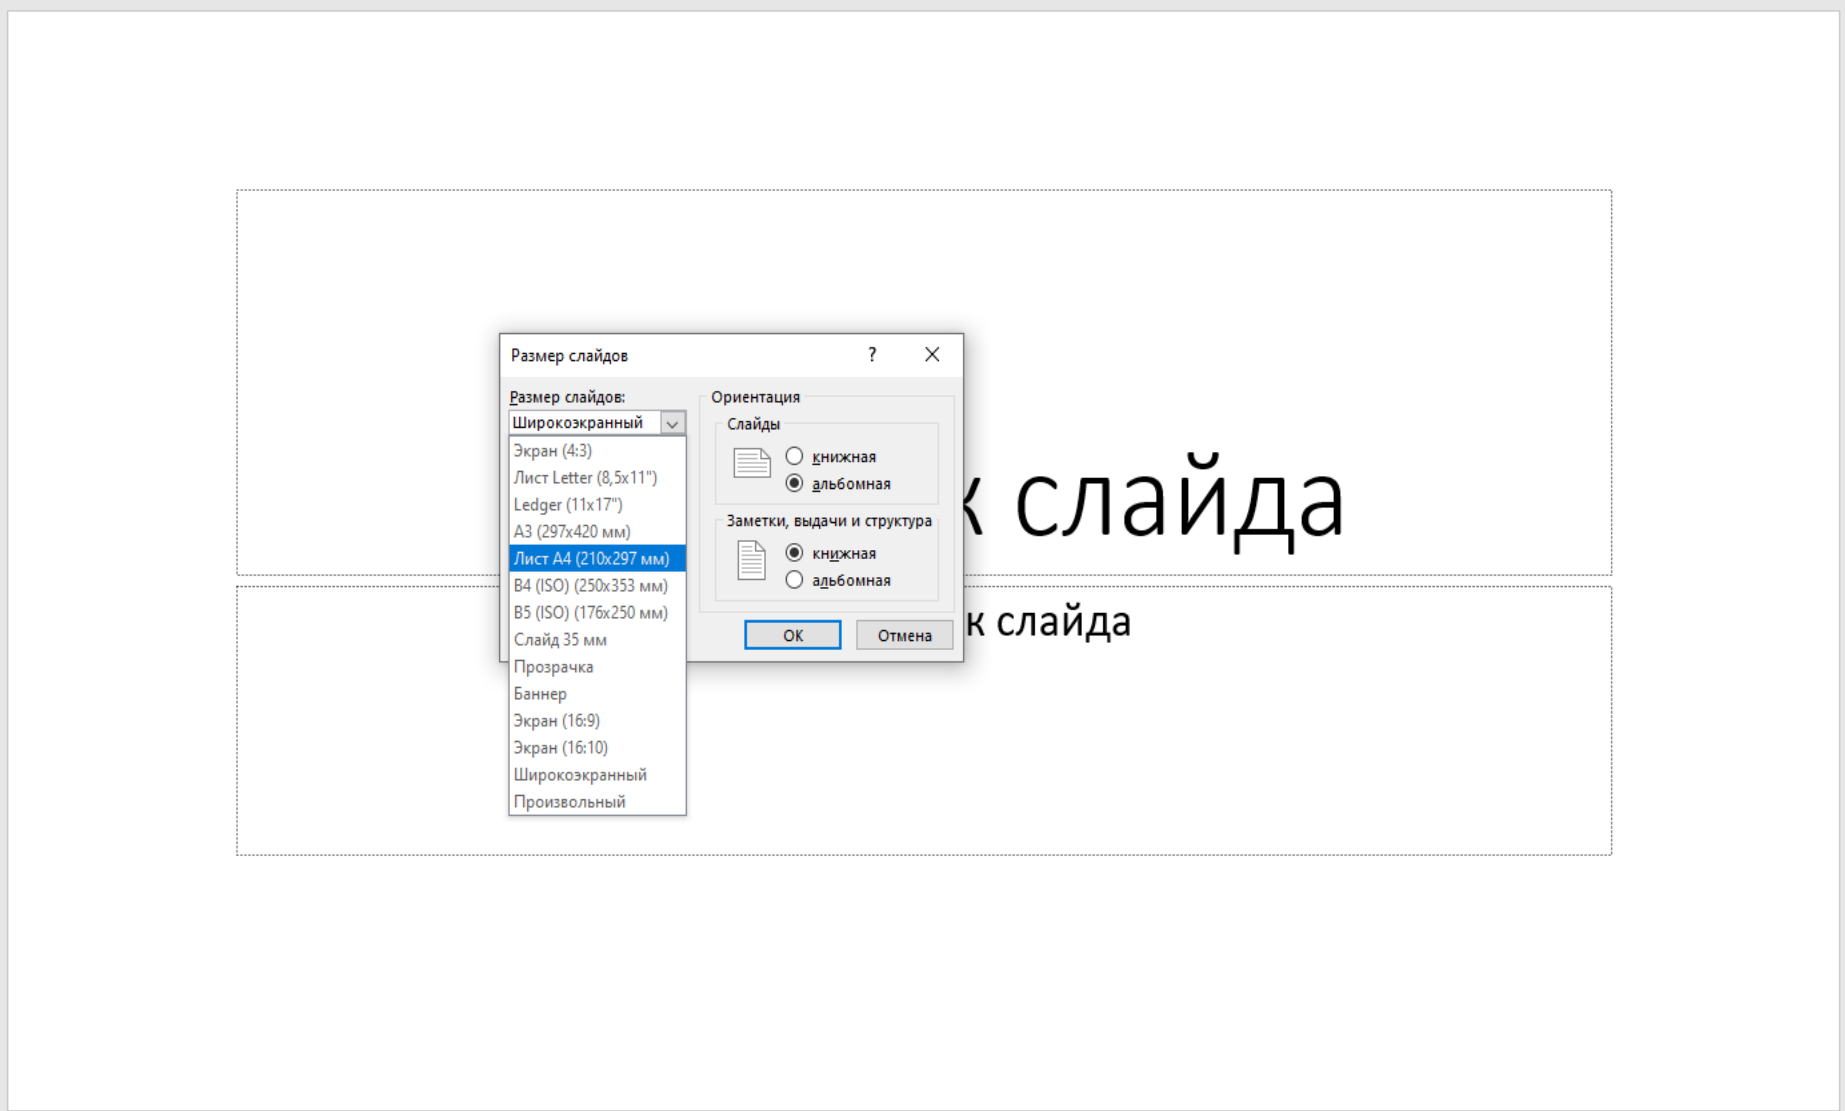 Размер слайдов
?
Размер слайдов:
Широкоэкранный
Экран (4:3)
Лист Letter (8,5x11")
Ledger (11x17")
A3 (297x420 мм)
Лист A4 (210x297 мм)
B4 (ISO) (250x353 мм)
B5 (ISO) (176x250 мм)
Слайд 35 мм
Прозрачка
Баннер
Экран (16:9)
Экран (16:10)
Широкоэкранный
Произвольный
Ориентация
Слайды
книжная
альбомная
Заметки, выдачи и структура
книжная
альбомная
ОК
Отмена
к слайда
к слайда